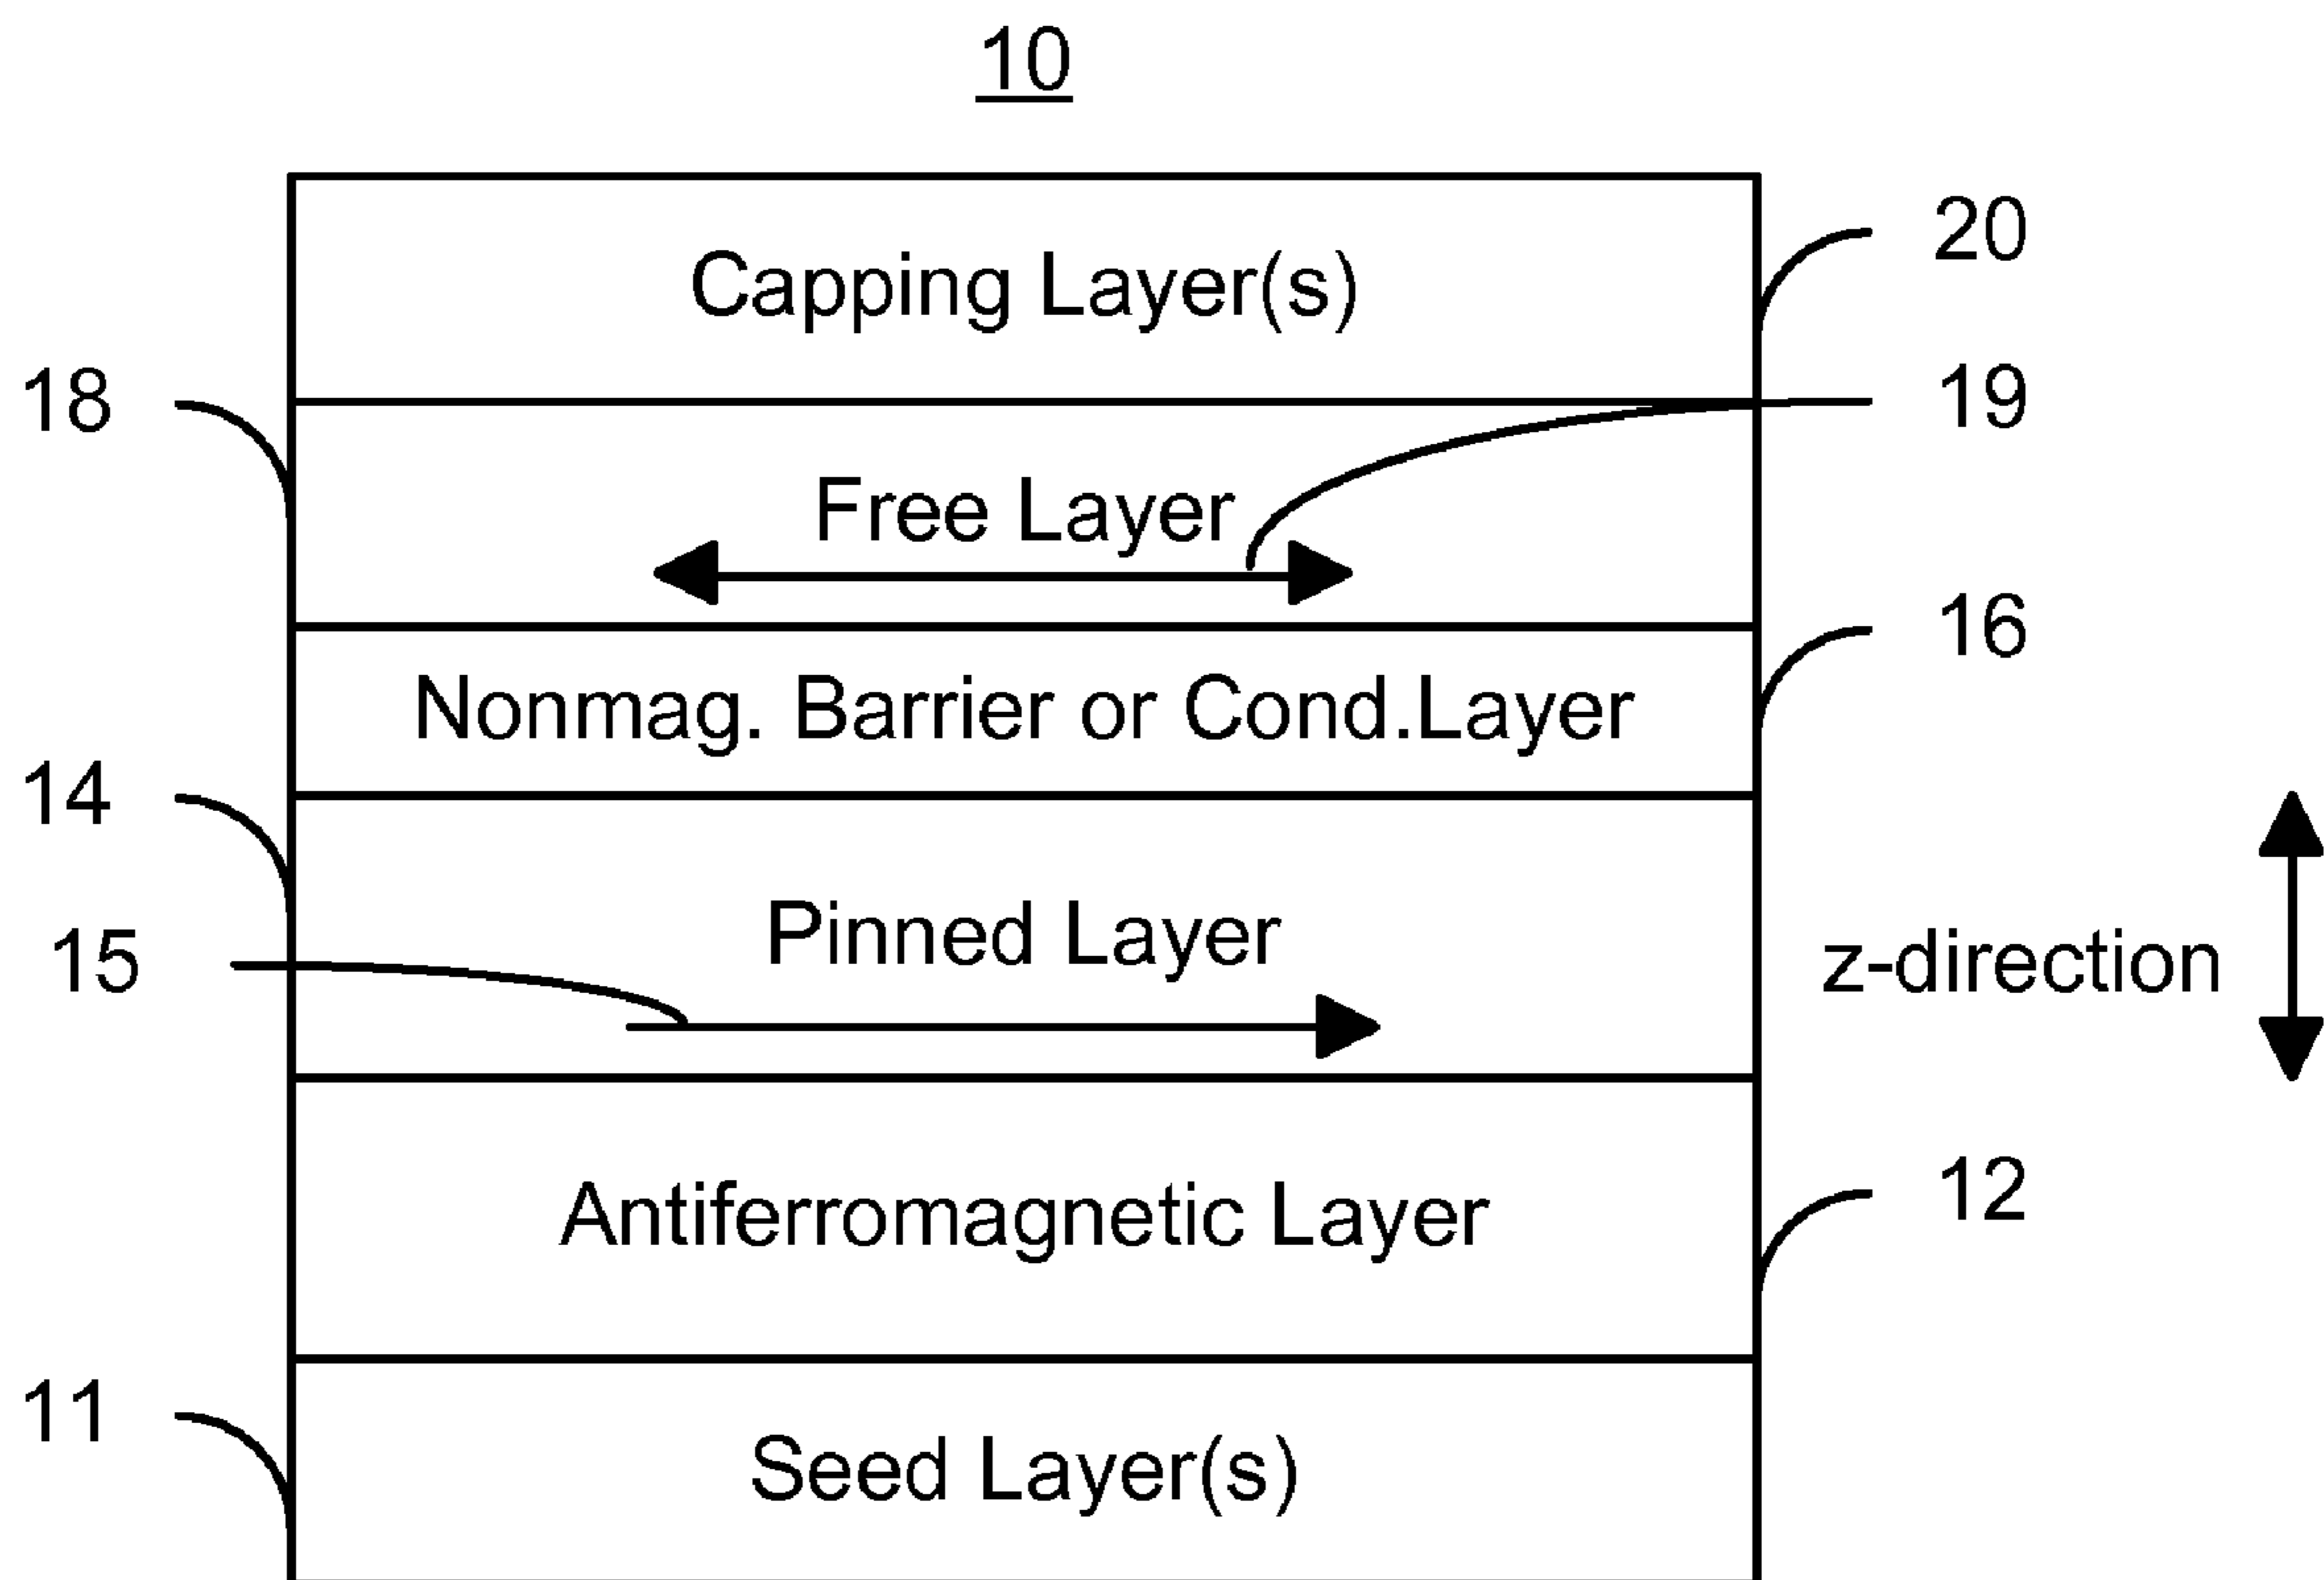 10
20
Capping Layer(s)
18
19
Free Layer
16
Nonmag. Barrier or Cond.Layer
14
Pinned Layer
15
z-direction
12
Antiferromagnetic Layer
11
Seed Layer(s)